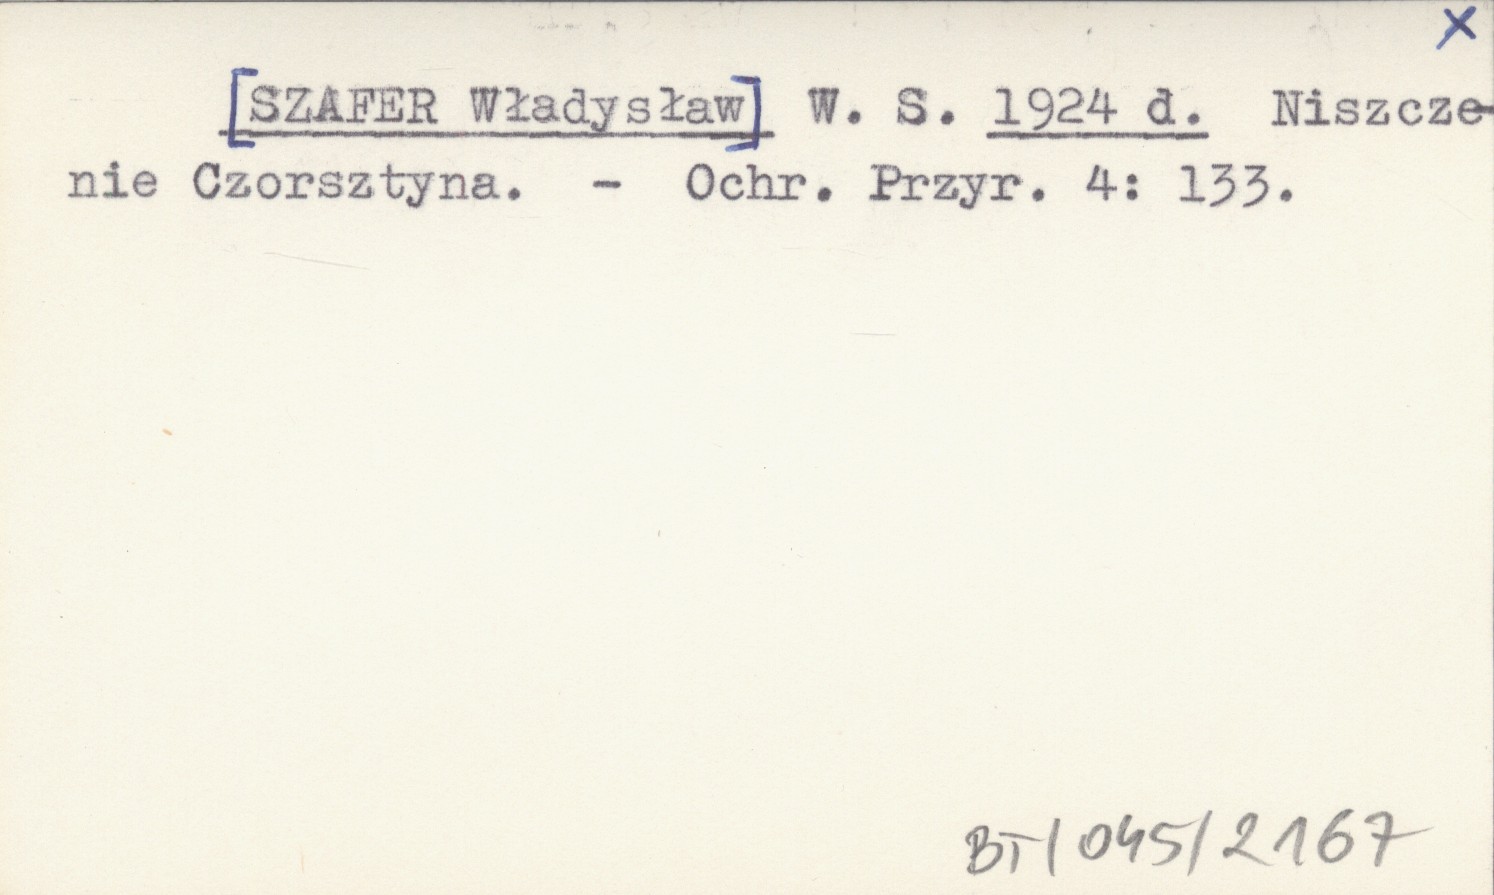 x
[SZAFER Władysław] W. S. 1924 d. Niszcze-
nie Czorsztyna. - Ochr. Przyr. 4: 133.
BT/045/2167